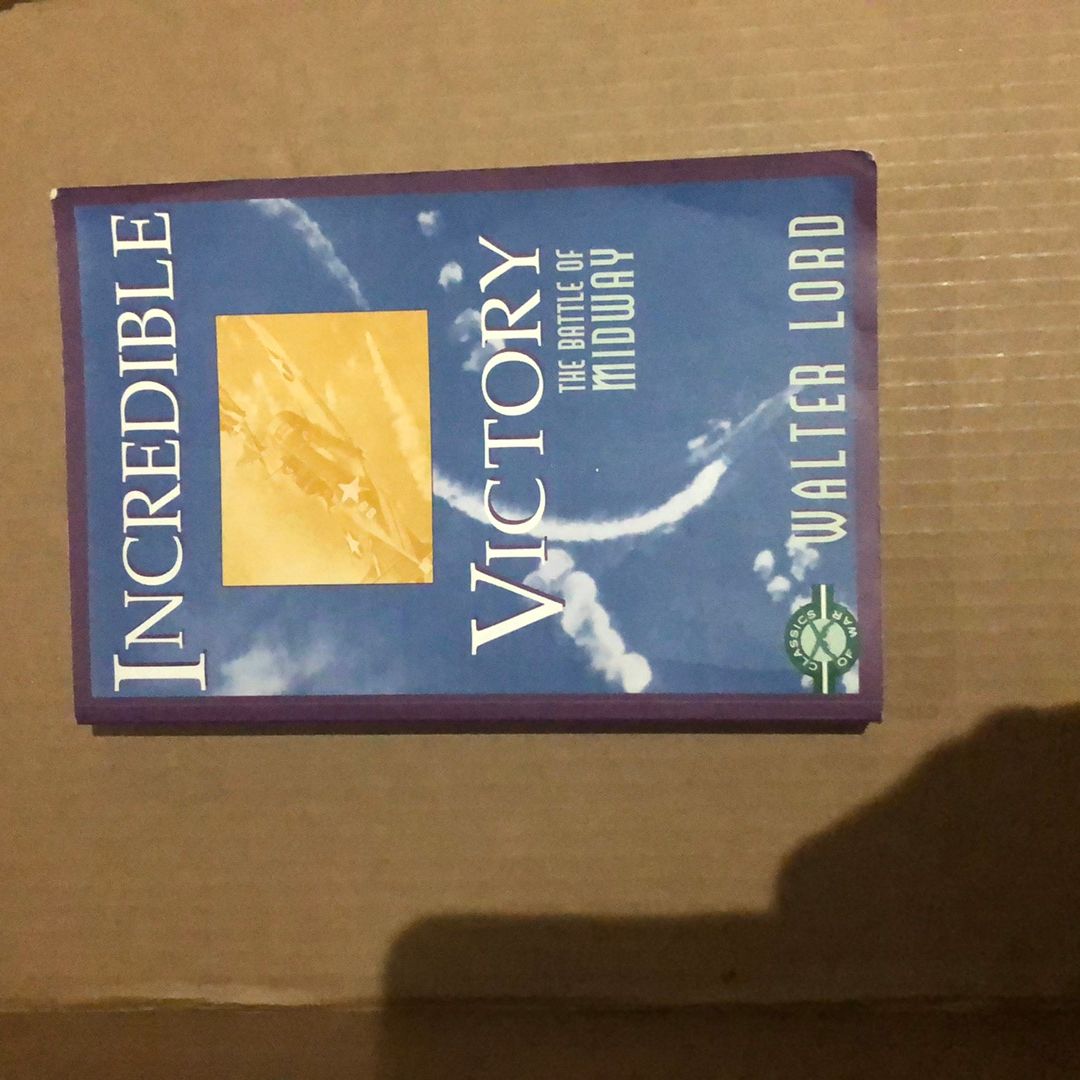 INCREDIBLE
VICTORY
THE BATTLE OF
MIDWAY
WALTER LORD
CLASSICS
OF WAR